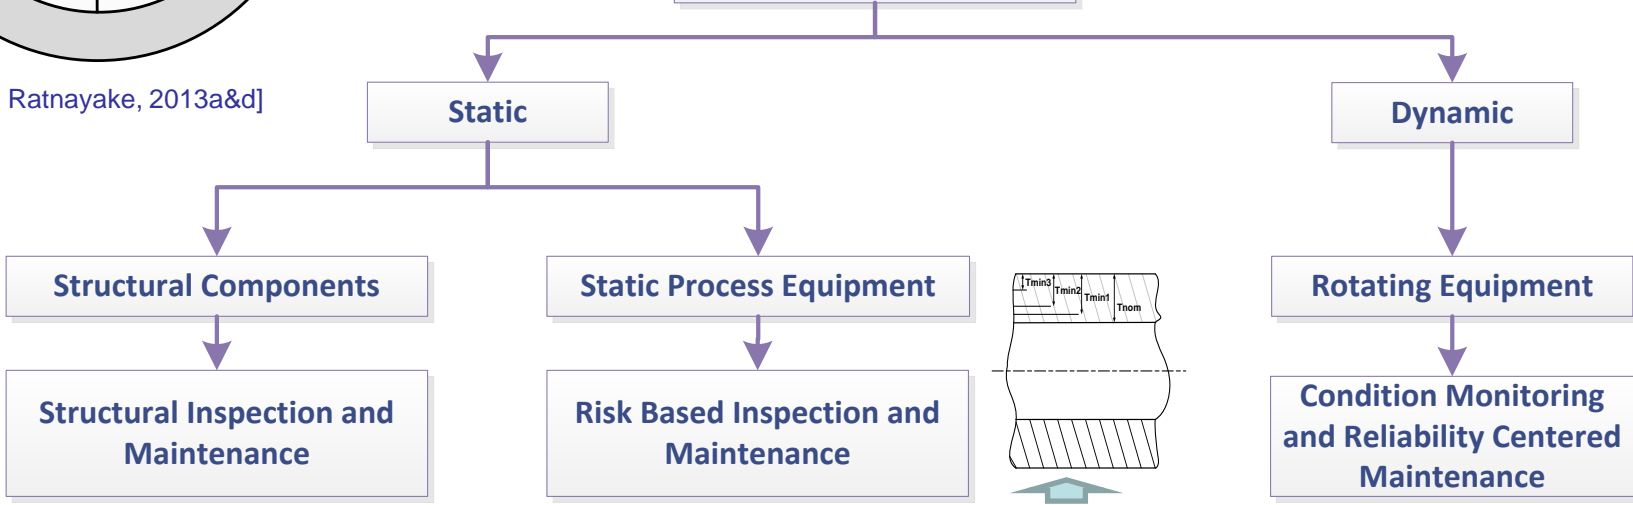 Ratnayake, 2013a&d]
Static
Dynamic
Structural Components
Static Process Equipment
Tmin3
Tmin2
Tmin1
Tnom
Rotating Equipment
Structural Inspection and
Maintenance
Risk Based Inspection and
Maintenance
Condition Monitoring
and Reliability Centered
Maintenance